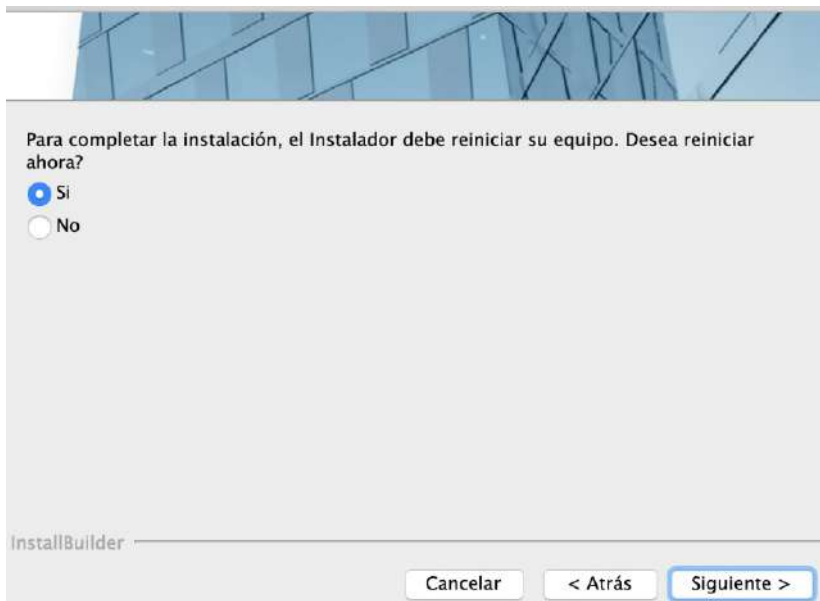 Para completar la instalación, el Instalador debe reiniciar su equipo. Desea reiniciar
ahora?
Si
No
InstallBuilder
Cancelar
< Atrás
Siguiente >